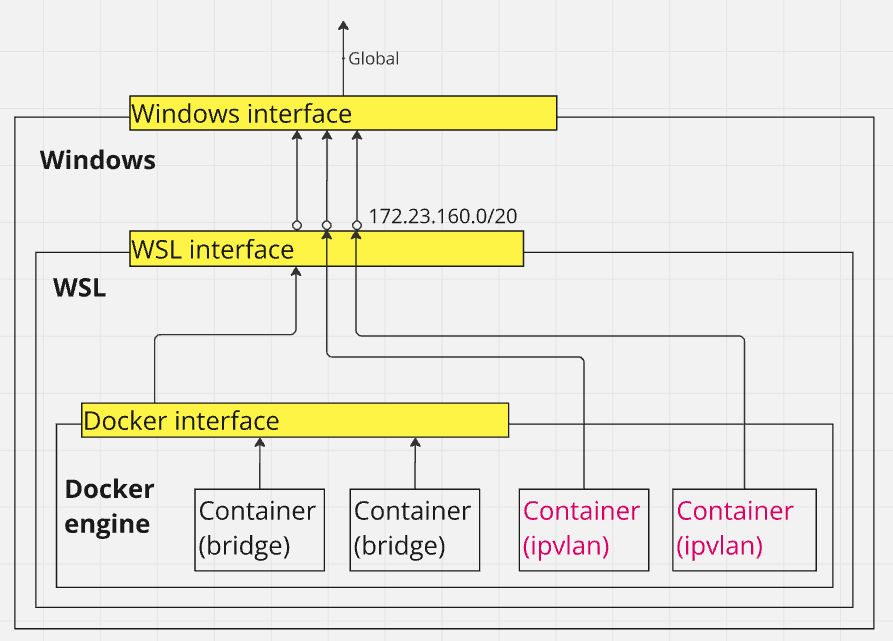 Global
Windows interface
Windows
172.23.160.0/20
WSL interface
WSL
Docker interface
Docker
engine
Container
(bridge)
Container
(bridge)
Container
(ipvlan)
Container
(ipvlan)